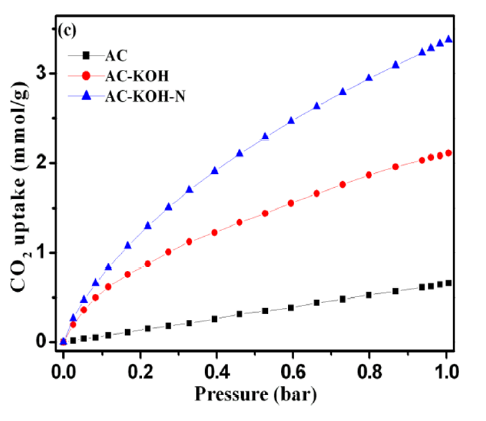 (c)
AC
AC-KOH
AC-KOH-N
CO₂ uptake (mmol/g)
3
2
1
0
0.0 0.2 0.4 0.6 0.8 1.0
Pressure (bar)